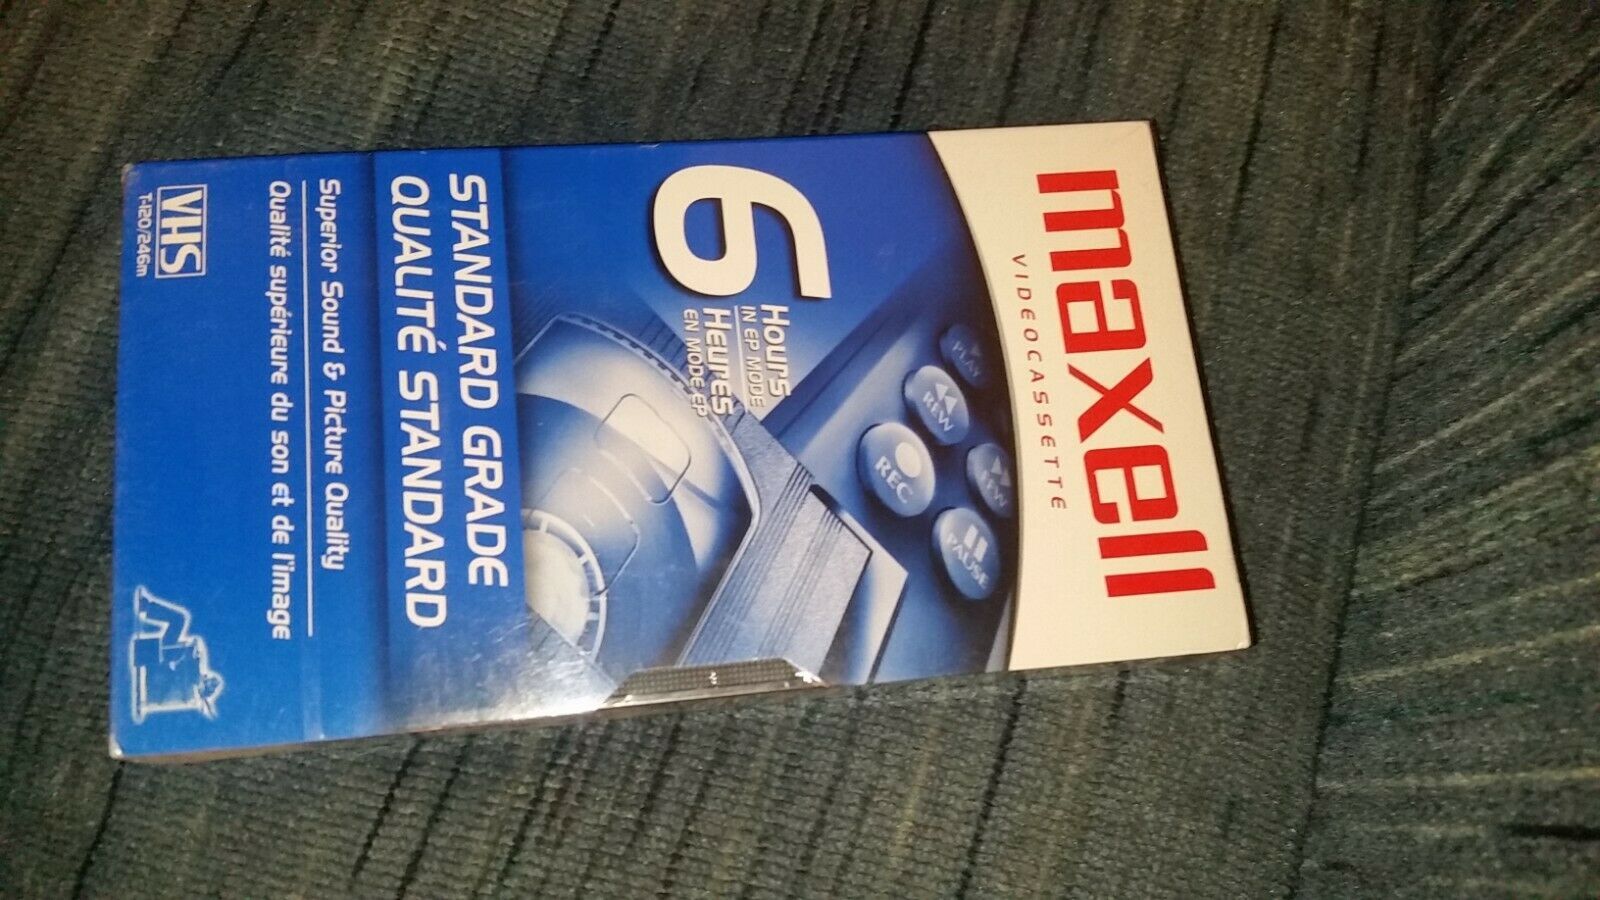 maxell
VIDEOCASSETTE
PLAY
REW
REW
REC
PAUSE
6 Hours
IN EP MODE
Heures
EN MODE EP
STANDARD GRADE
QUALITÉ STANDARD
Superior Sound & Picture Quality
Qualité supérieure du son et de l'image
VHS
T-120/246m